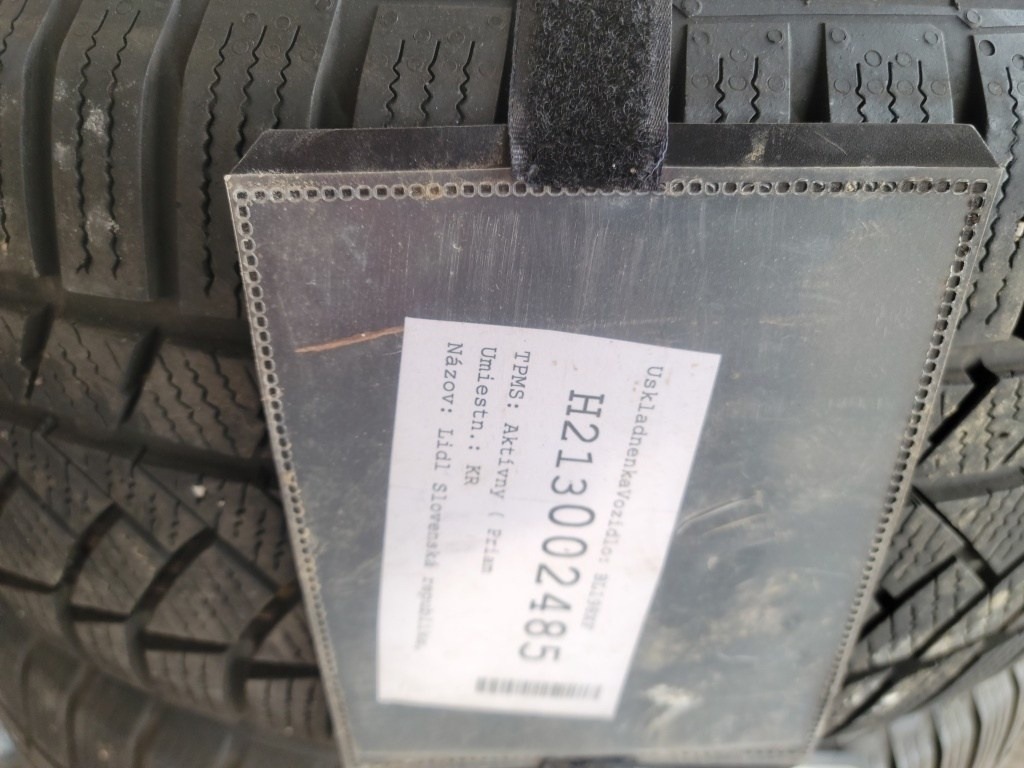 UskladnenkaVozidlo:
H213002485
TPMS: Aktívny ( Priam
Umiestn.: KR
Názov: Lidl Slovenská republika,